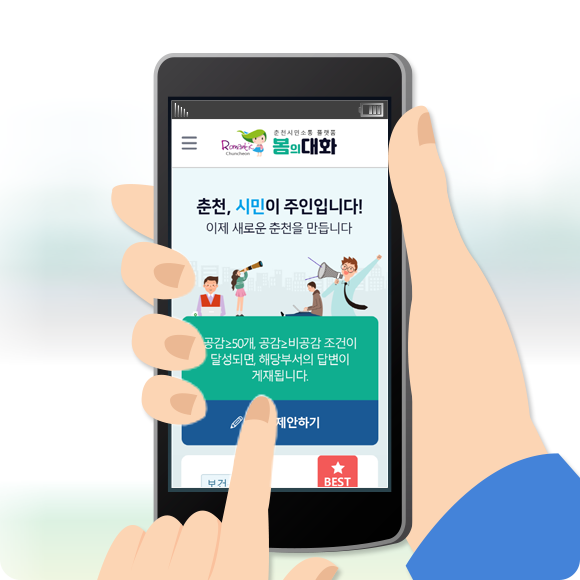 Romantic
Chuncheon
춘천시민소통 플랫폼
봄의대화
춘천, 시민이 주인입니다!
이제 새로운 춘천을 만듭니다
공감≥50개, 공감≥비공감 조건이
달성되면, 해당부서의 답변이
게재됩니다.
제안하기
보건
BEST